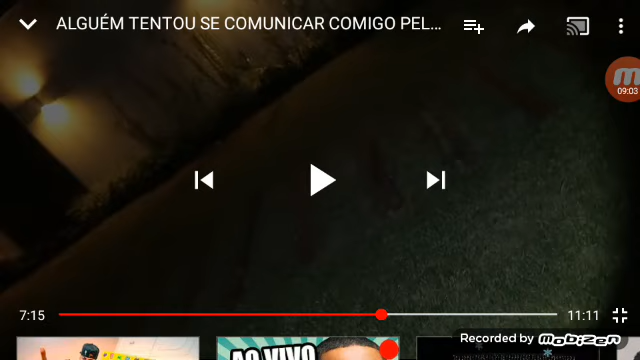 ALGUÉM TENTOU SE COMUNICAR COMIGO PEL...
09:03
7:15
11:11
Recorded by mobizen
AO VIVO